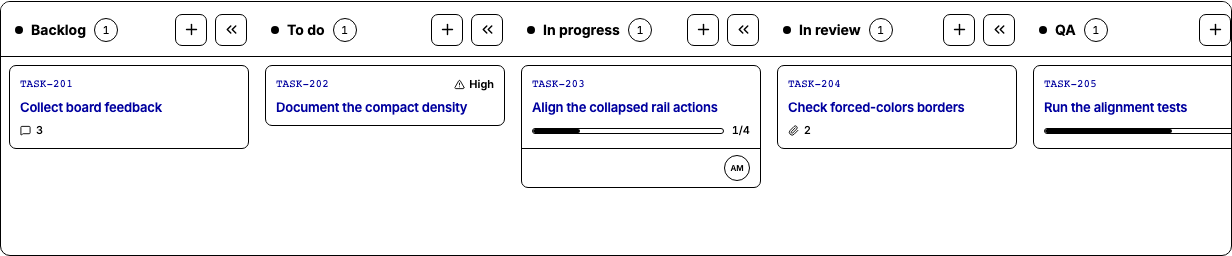 Backlog 1
To do 1
In progress 1
In review 1
QA 1
TASK-201
Collect board feedback
3
TASK-202
High
Document the compact density
TASK-203
Align the collapsed rail actions
1/4
AM
TASK-204
Check forced-colors borders
2
TASK-205
Run the alignment tests